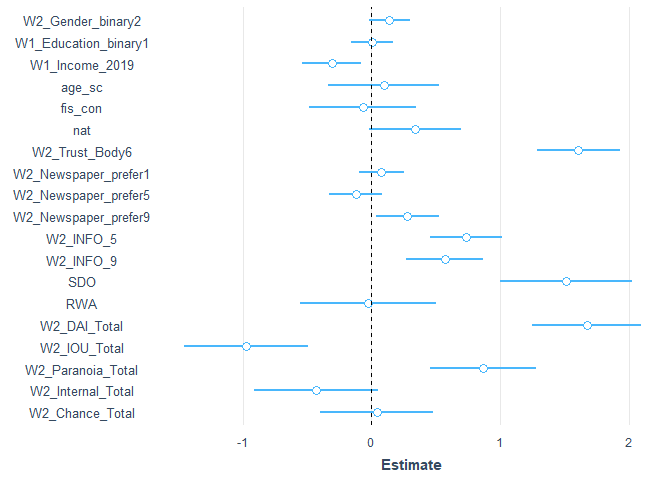 W2_Gender_binary2
W1_Education_binary1
W1_Income_2019
age_sc
fis_con
nat
W2_Trust_Body6
W2_Newspaper_prefer1
W2_Newspaper_prefer5
W2_Newspaper_prefer9
W2_INFO_5
W2_INFO_9
SDO
RWA
W2_DAI_Total
W2_IOU_Total
W2_Paranoia_Total
W2_Internal_Total
W2_Chance_Total
-1 0 1 2
Estimate